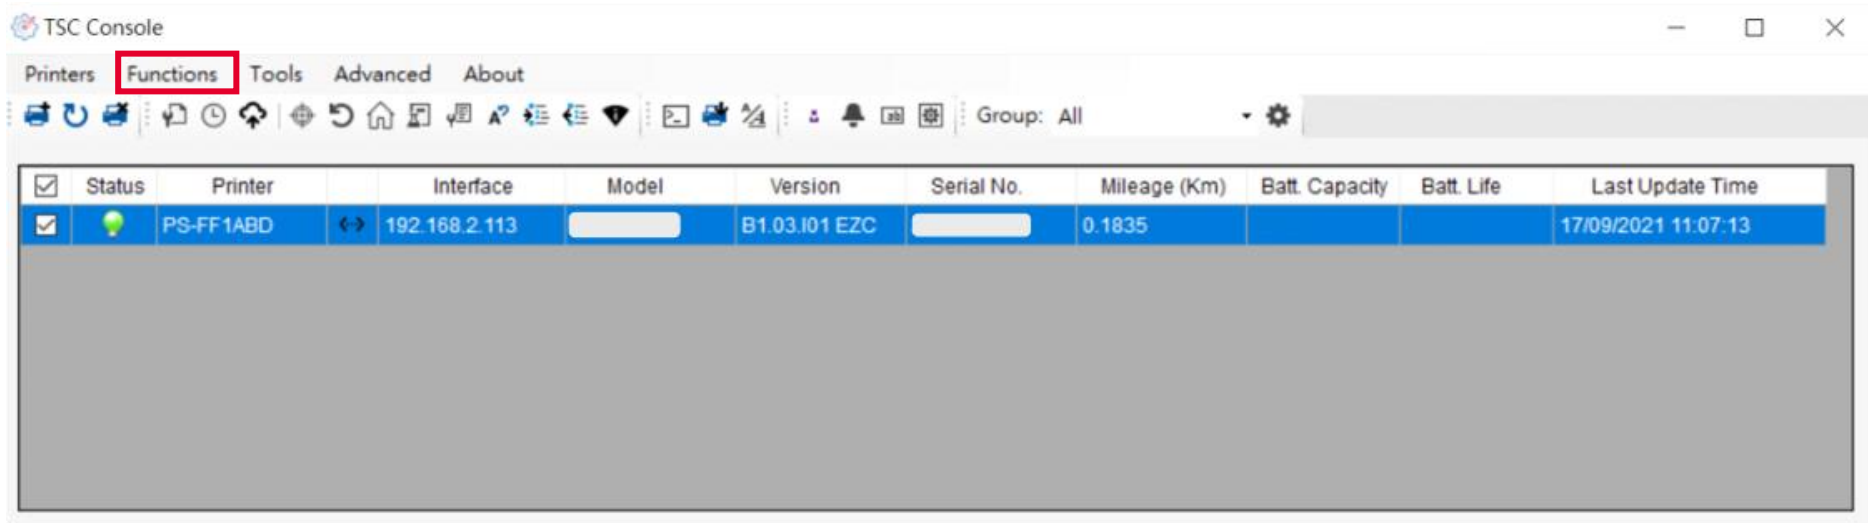 TSC Console
Printers Functions Tools Advanced About
Group: All
Status Printer Interface Model Version Serial No. Mileage (Km) Batt. Capacity Batt. Life Last Update Time
PS-FF1ABD 192.168.2.113 B1.03.I01 EZC 0.1835 17/09/2021 11:07:13